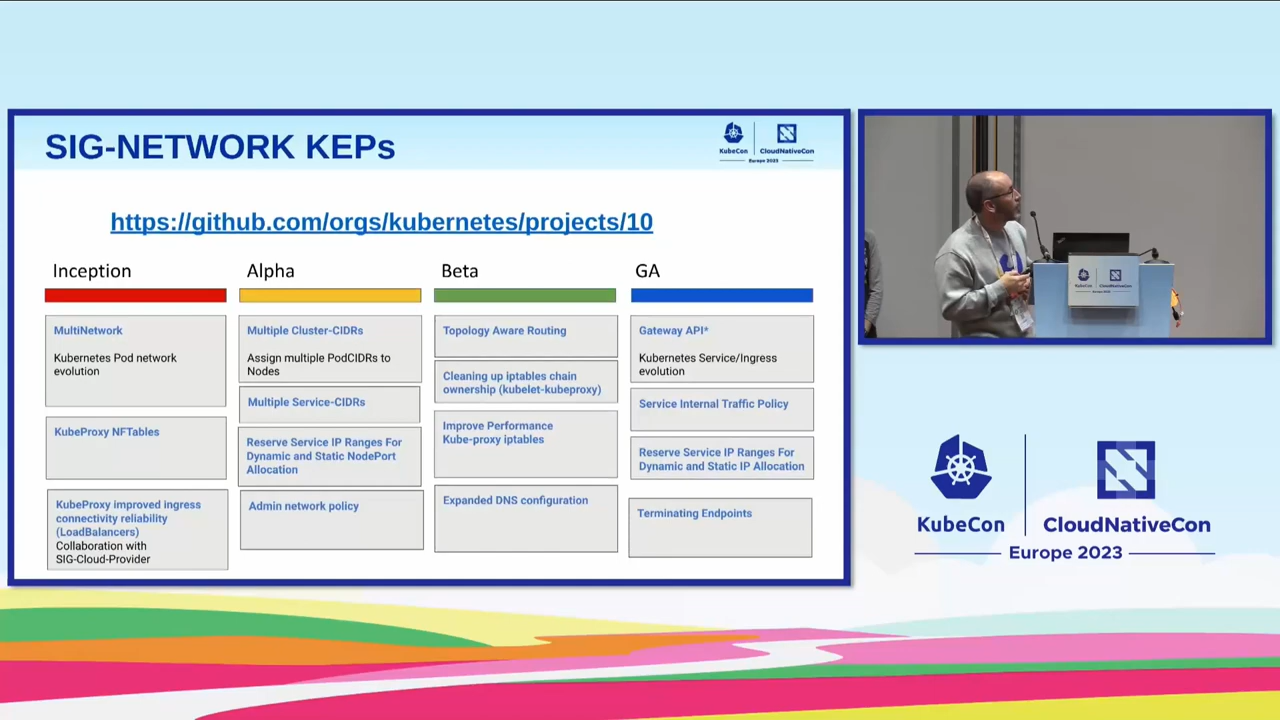 SIG-NETWORK KEPs
KubeCon
CloudNativeCon
Europe 2023
https://github.com/orgs/kubernetes/projects/10
Inception
MultiNetwork
Kubernetes Pod network
evolution
KubeProxy NFTables
KubeProxy improved ingress
connectivity reliability
(LoadBalancers)
Collaboration with
SIG-Cloud-Provider
Alpha
Multiple Cluster-CIDRs
Assign multiple PodCIDRs to
Nodes
Multiple Service-CIDRs
Reserve Service IP Ranges For
Dynamic and Static NodePort
Allocation
Admin network policy
Beta
Topology Aware Routing
Cleaning up iptables chain
ownership (kubelet-kubeproxy)
Improve Performance
Kube-proxy iptables
Expanded DNS configuration
GA
Gateway API*
Kubernetes Service/Ingress
evolution
Service Internal Traffic Policy
Reserve Service IP Ranges For
Dynamic and Static IP Allocation
Terminating Endpoints
KubeCon
CloudNativeCon
Europe 2023
KubeCon
CloudNativeCon
Europe 2023